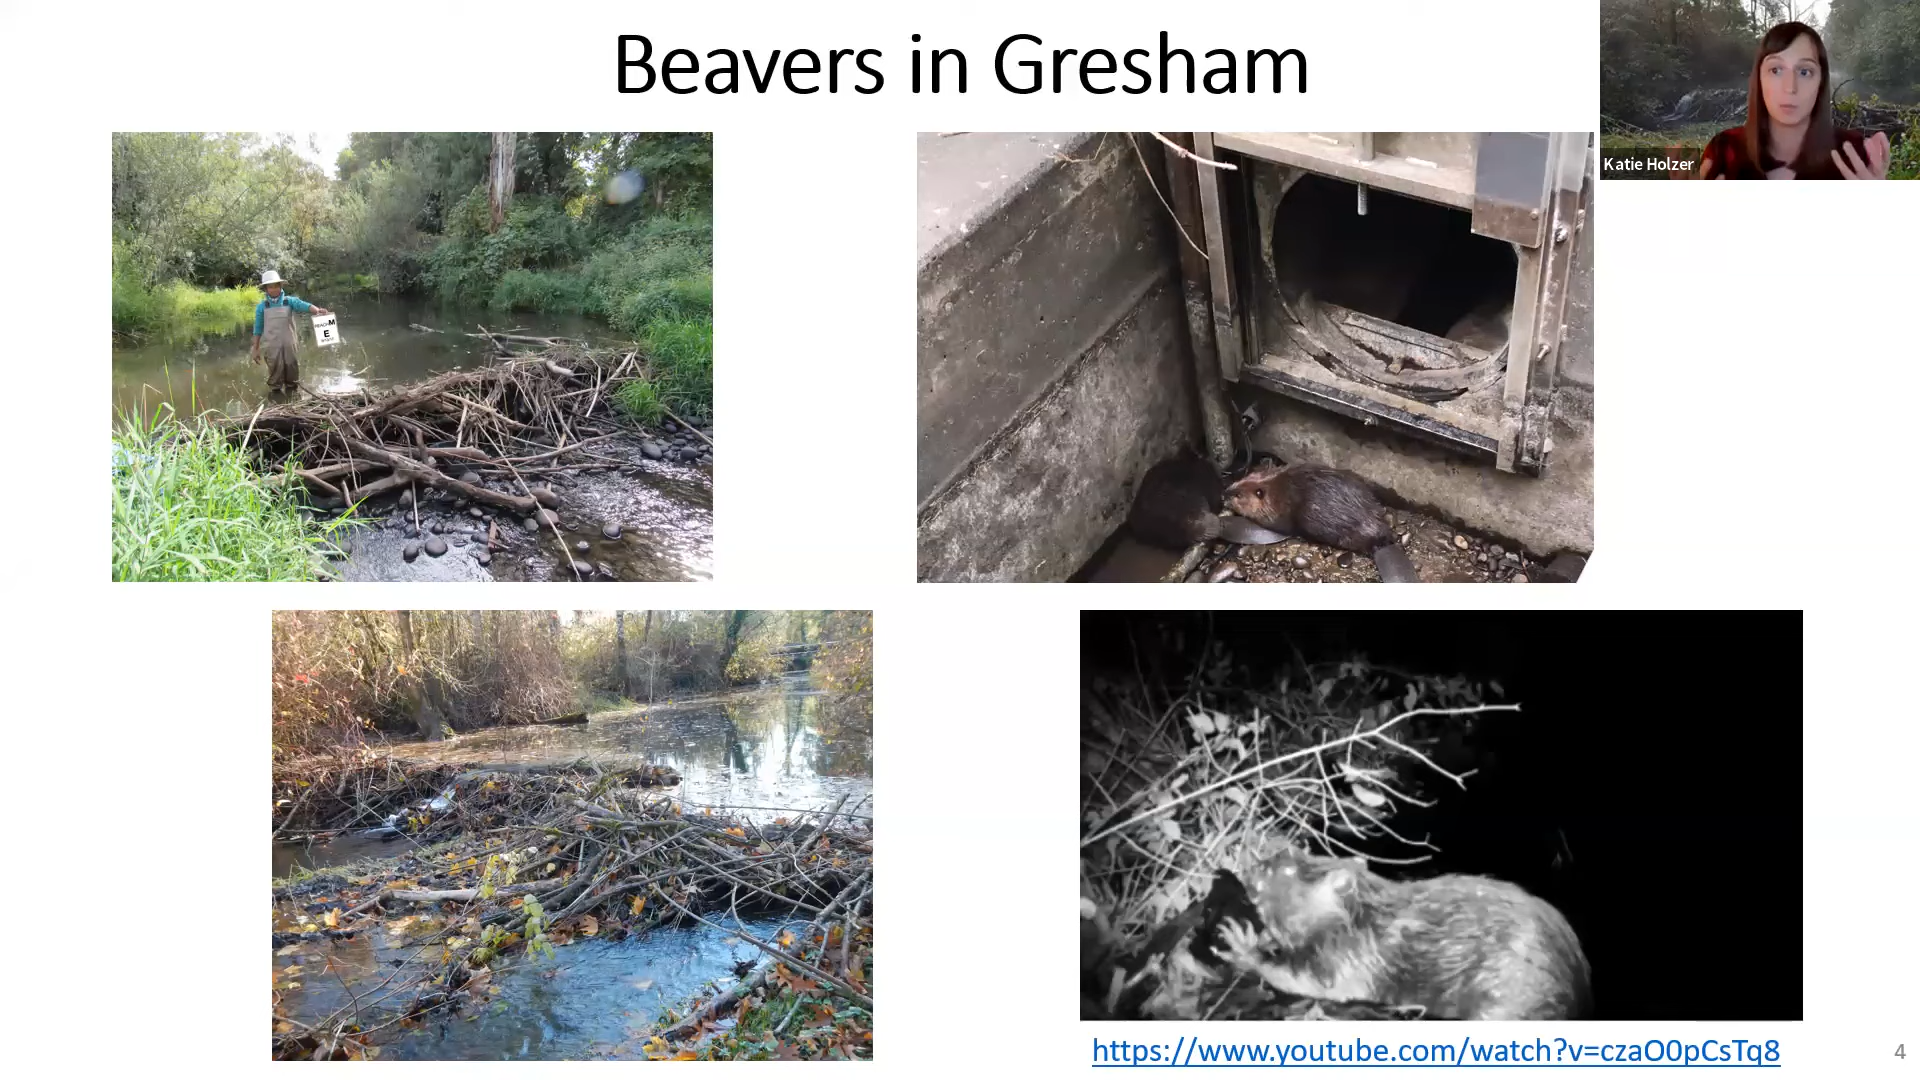 Beavers in Gresham
Katie Holzer
M
E
https://www.youtube.com/watch?v=czaO0pCsTq8
4